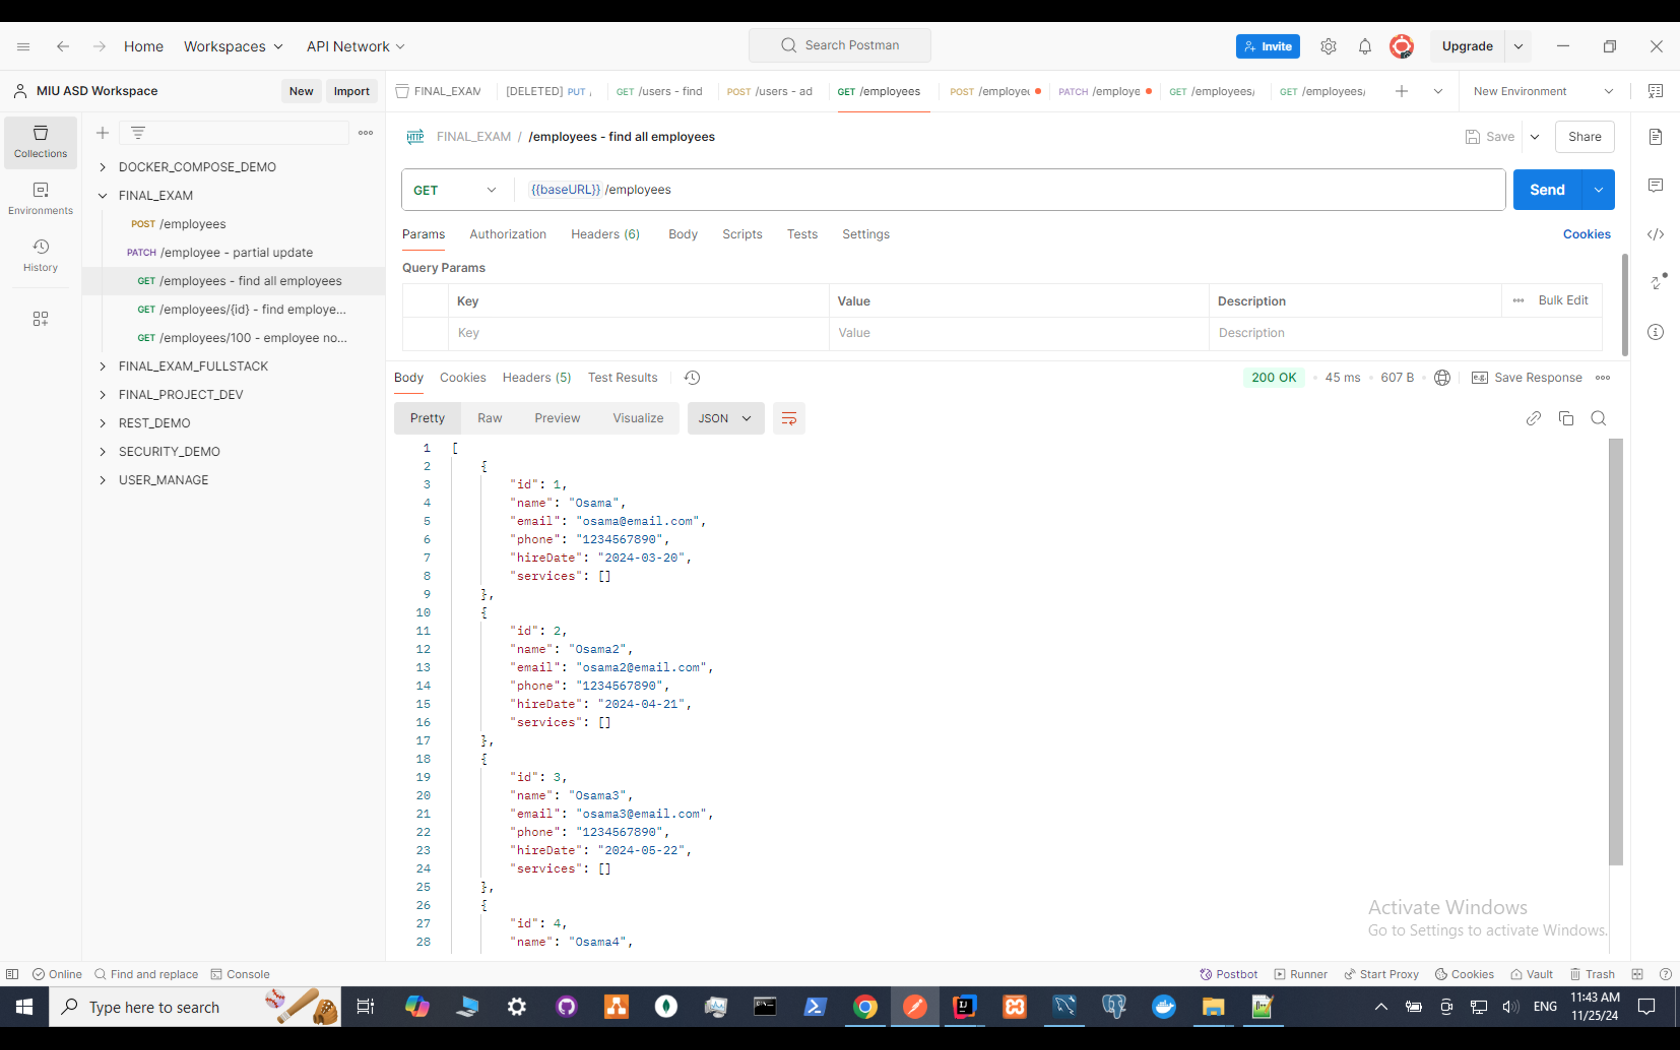 Home Workspaces API Network Search Postman Invite Upgrade
MIU ASD Workspace New Import FINAL_EXAM [DELETED] PUT GET /users - find POST /users - ad GET /employees POST /employe PATCH /employe GET /employees/ GET /employees/ New Environment
Collections
Environments
History
DOCKER_COMPOSE_DEMO
FINAL_EXAM
POST /employees
PATCH /employee - partial update
GET /employees - find all employees
GET /employees/{id} - find employe...
GET /employees/100 - employee no...
FINAL_EXAM_FULLSTACK
FINAL_PROJECT_DEV
REST_DEMO
SECURITY_DEMO
USER_MANAGE
HTTP FINAL_EXAM / /employees - find all employees Save Share
GET {{baseURL}} /employees Send
Params Authorization Headers (6) Body Scripts Tests Settings Cookies
Query Params
Key Value Description Bulk Edit
Key Value Description
Body Cookies Headers (5) Test Results 200 OK 45 ms 607 B e.g. Save Response
Pretty Raw Preview Visualize JSON
1 [
2 {
3 "id": 1,
4 "name": "Osama",
5 "email": "osama@email.com",
6 "phone": "1234567890",
7 "hireDate": "2024-03-20",
8 "services": []
9 },
10 {
11 "id": 2,
12 "name": "Osama2",
13 "email": "osama2@email.com",
14 "phone": "1234567890",
15 "hireDate": "2024-04-21",
16 "services": []
17 },
18 {
19 "id": 3,
20 "name": "Osama3",
21 "email": "osama3@email.com",
22 "phone": "1234567890",
23 "hireDate": "2024-05-22",
24 "services": []
25 },
26 {
27 "id": 4,
28 "name": "Osama4",
Activate Windows
Go to Settings to activate Windows.
Online Find and replace Console Postbot Runner Start Proxy Cookies Vault Trash
Type here to search ENG 11:43 AM
11/25/24